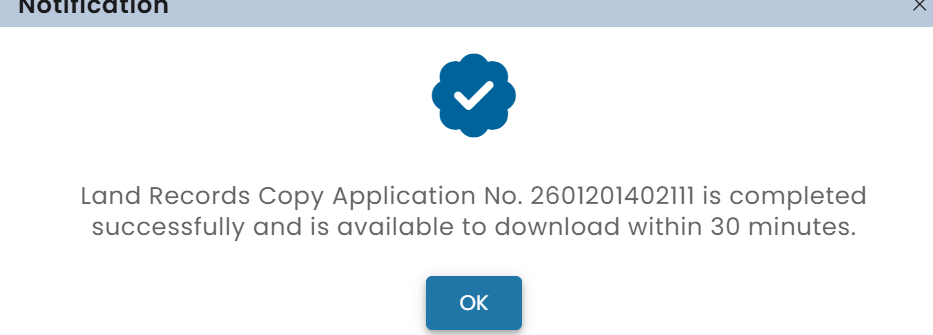 Notification
Land Records Copy Application No. 2601201402111 is completed
successfully and is available to download within 30 minutes.
OK